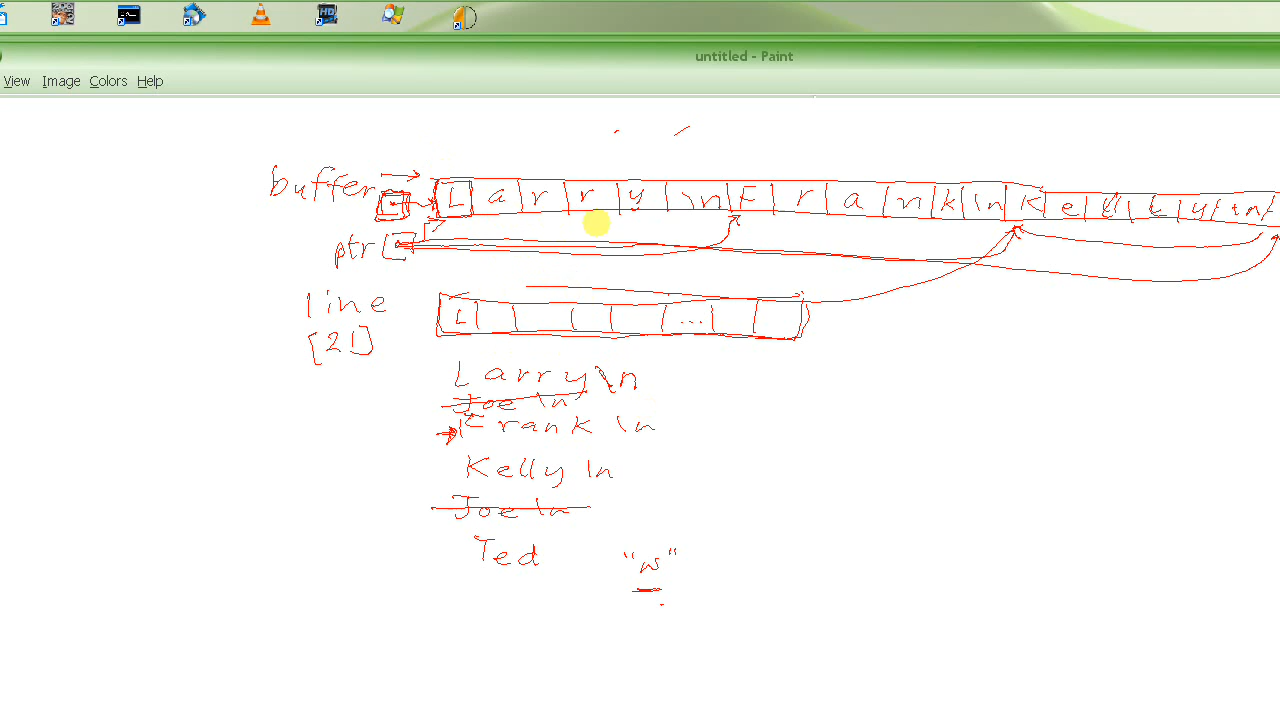 untitled - Paint
View Image Colors Help
buffer L a r r y \n F r a n k \n K e l l y \n
ptr
line L ...
[21]
Larry\n
Joe\n
Frank\n
Kelly\n
Joe\n
Ted "w"